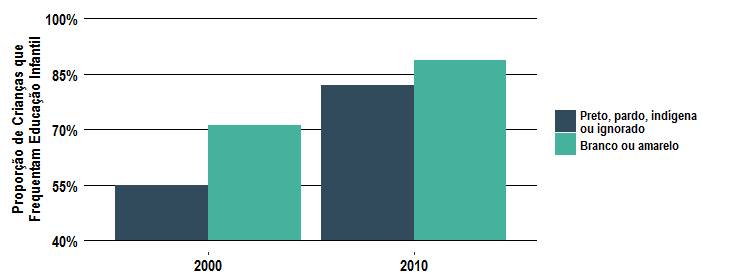 Proporção de Crianças que
Frequentam Educação Infantil
100%
85%
70%
55%
40%
2000
2010
Preto, pardo, indígena
ou ignorado
Branco ou amarelo